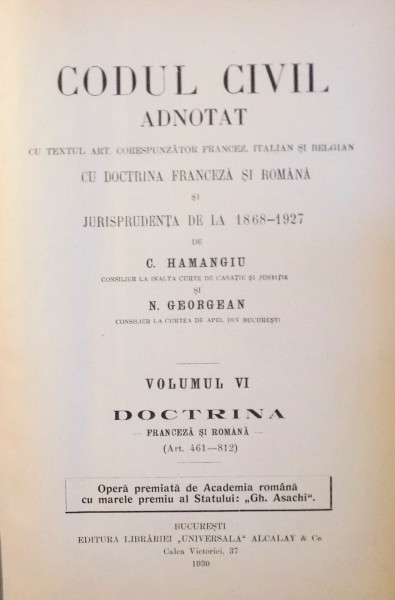 CODUL CIVIL
ADNOTAT
CU TEXTUL ART. CORESPUNZĂTOR FRANCEZ, ITALIAN ȘI BELGIAN
CU DOCTRINA FRANCEZĂ ȘI ROMÂNĂ
ȘI
JURISPRUDENȚA DE LA 1868—1927
DE
C. HAMANGIU
CONSILIER LA INALTA CURTE DE CASAȚIE ȘI JUSTIȚIE
ȘI
N. GEORGEAN
CONSILIER LA CURTEA DE APEL DIN BUCUREȘTI
VOLUMUL VI
DOCTRINA
— FRANCEZĂ ȘI ROMÂNĂ —
(Art. 461—812)
Operă premiată de Academia română
cu marele premiu al Statului: „Gh. Asachi“.
BUCUREȘTI
EDITURA LIBRĂRIEI „UNIVERSALA“ ALCALAY & Co.
Calea Victoriei, 37
1930